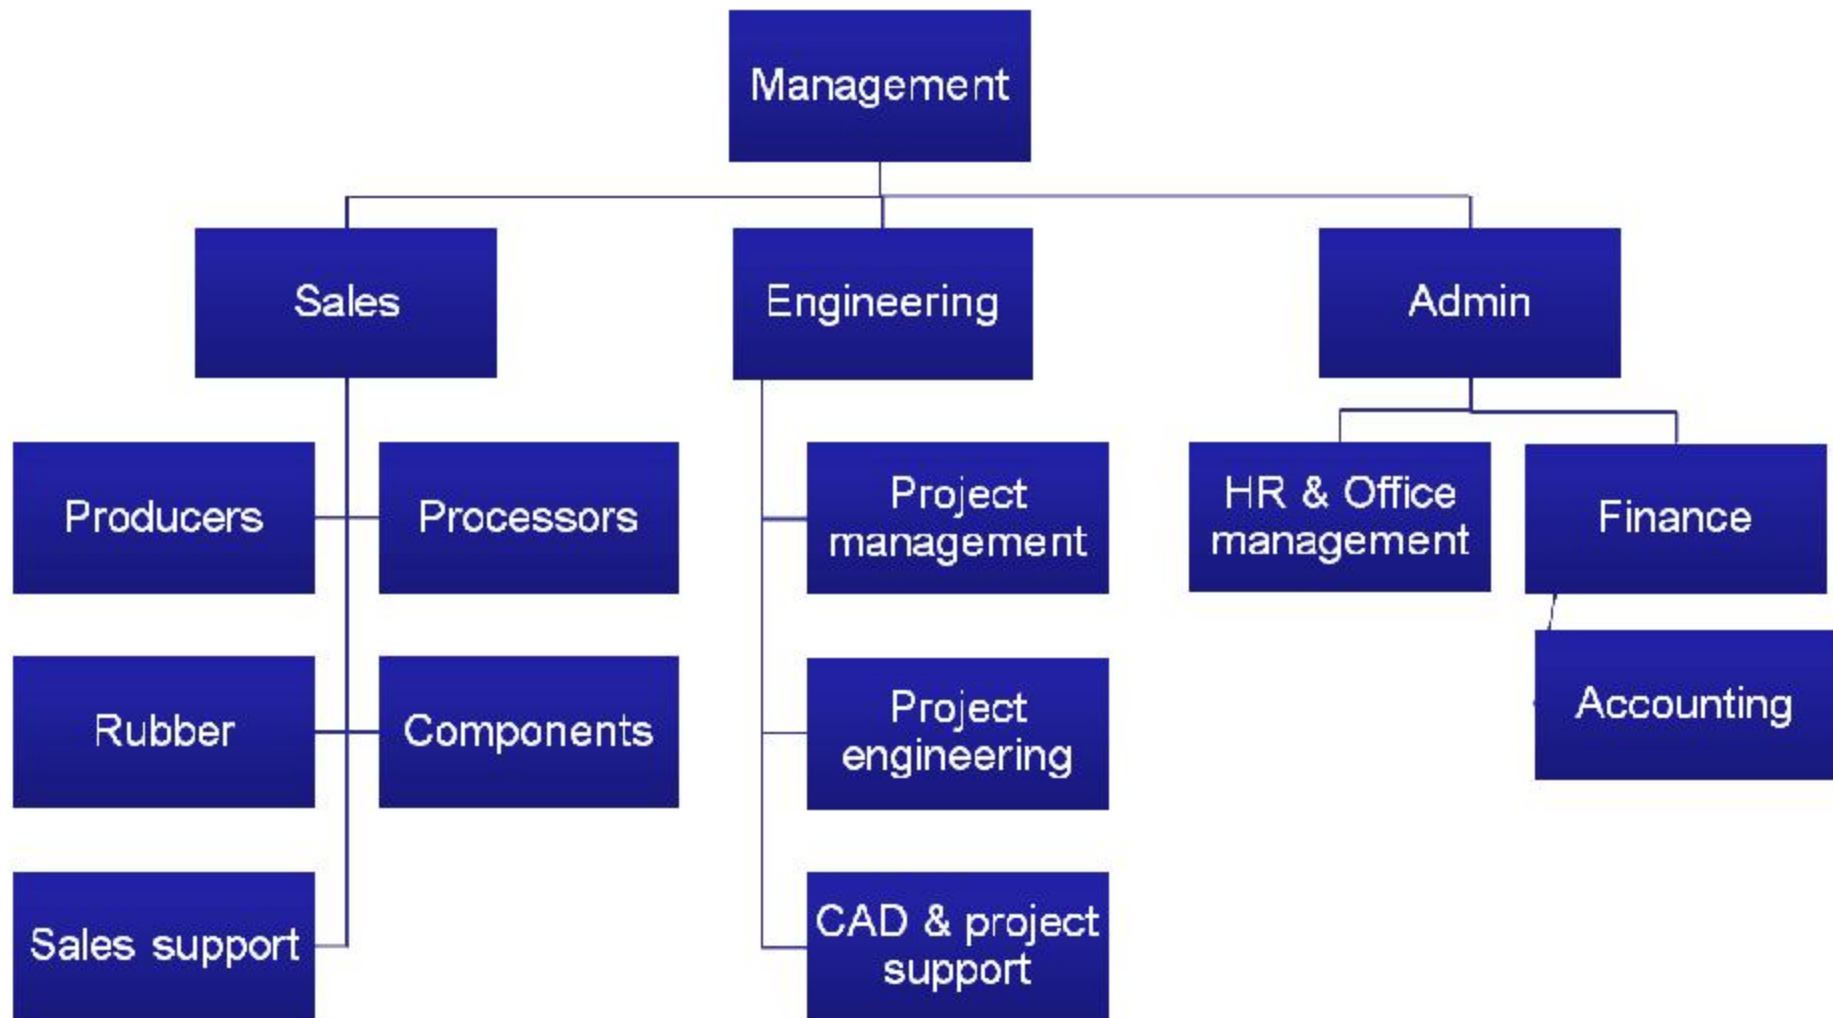 Management
Sales
Engineering
Admin
Producers
Processors
Project
management
HR & Office
management
Finance
Rubber
Components
Project
engineering
Accounting
Sales support
CAD & project
support